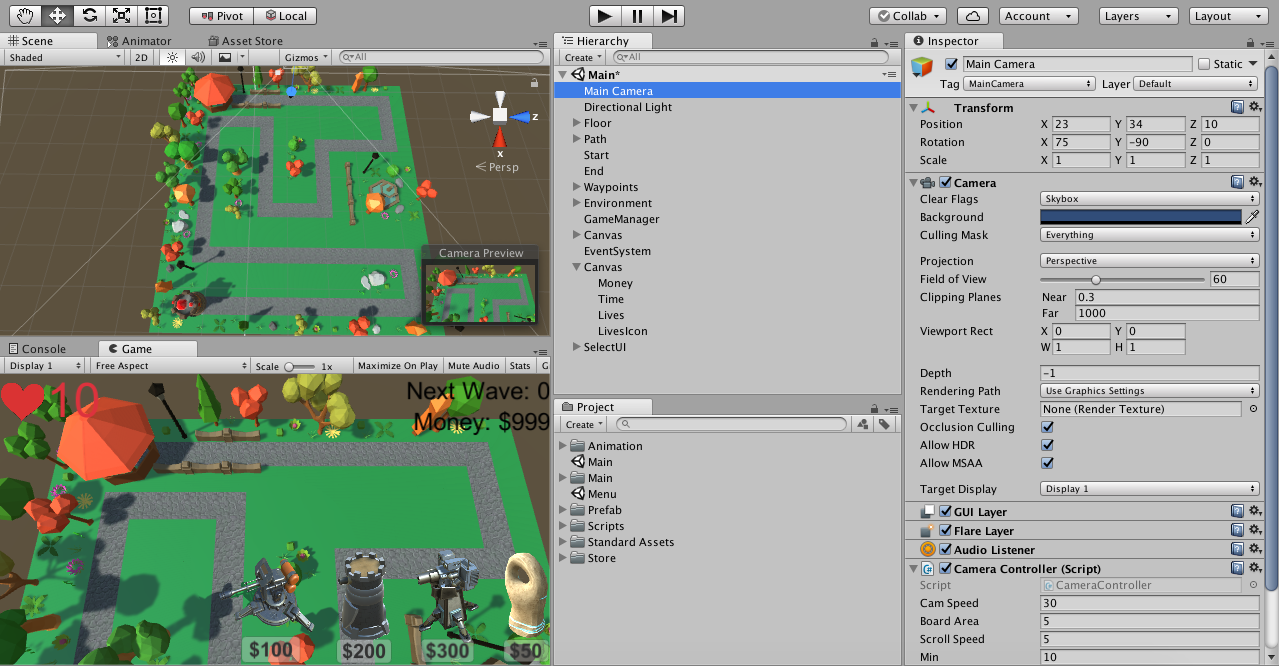 Pivot Local Collab Account Layers Layout
Scene Animator Asset Store
Shaded 2D Gizmos All
x z
Persp
Camera Preview
Console Game
Display 1 Free Aspect Scale 1x Maximize On Play Mute Audio Stats G
10
Next Wave: 0
Money: $999
$100 $200 $300 $50
Hierarchy
Create All
Main*
Main Camera
Directional Light
Floor
Path
Start
End
Waypoints
Environment
GameManager
Canvas
EventSystem
Canvas
Money
Time
Lives
LivesIcon
SelectUI
Project
Create
Animation
Main
Main
Menu
Prefab
Scripts
Standard Assets
Store
Inspector
Main Camera Static
Tag MainCamera Layer Default
Transform
Position X 23 Y 34 Z 10
Rotation X 75 Y -90 Z 0
Scale X 1 Y 1 Z 1
Camera
Clear Flags Skybox
Background
Culling Mask Everything
Projection Perspective
Field of View 60
Clipping Planes Near 0.3
Far 1000
Viewport Rect X 0 Y 0
W 1 H 1
Depth -1
Rendering Path Use Graphics Settings
Target Texture None (Render Texture)
Occlusion Culling
Allow HDR
Allow MSAA
Target Display Display 1
GUI Layer
Flare Layer
Audio Listener
Camera Controller (Script)
Script CameraController
Cam Speed 30
Board Area 5
Scroll Speed 5
Min 10